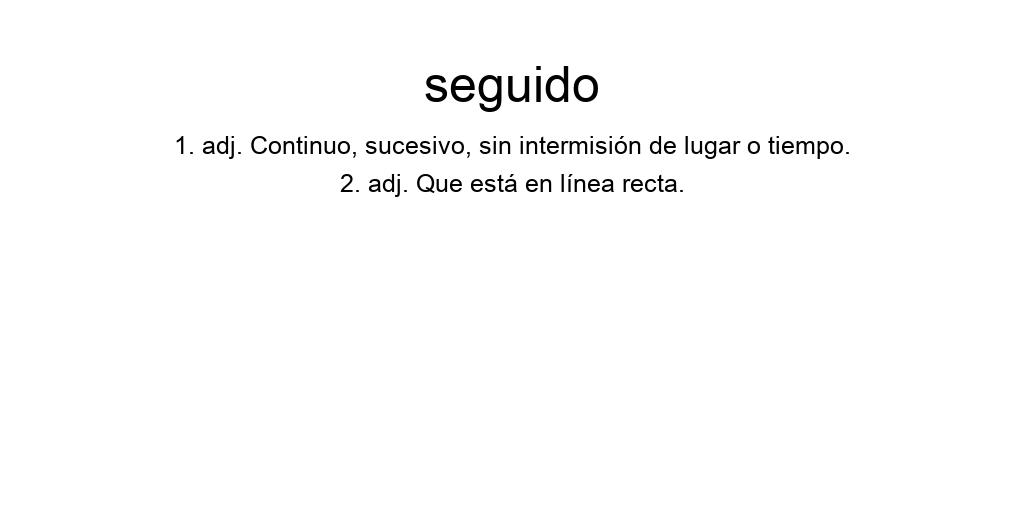 seguido
1. adj. Continuo, sucesivo, sin intermisión de lugar o tiempo.
2. adj. Que está en línea recta.